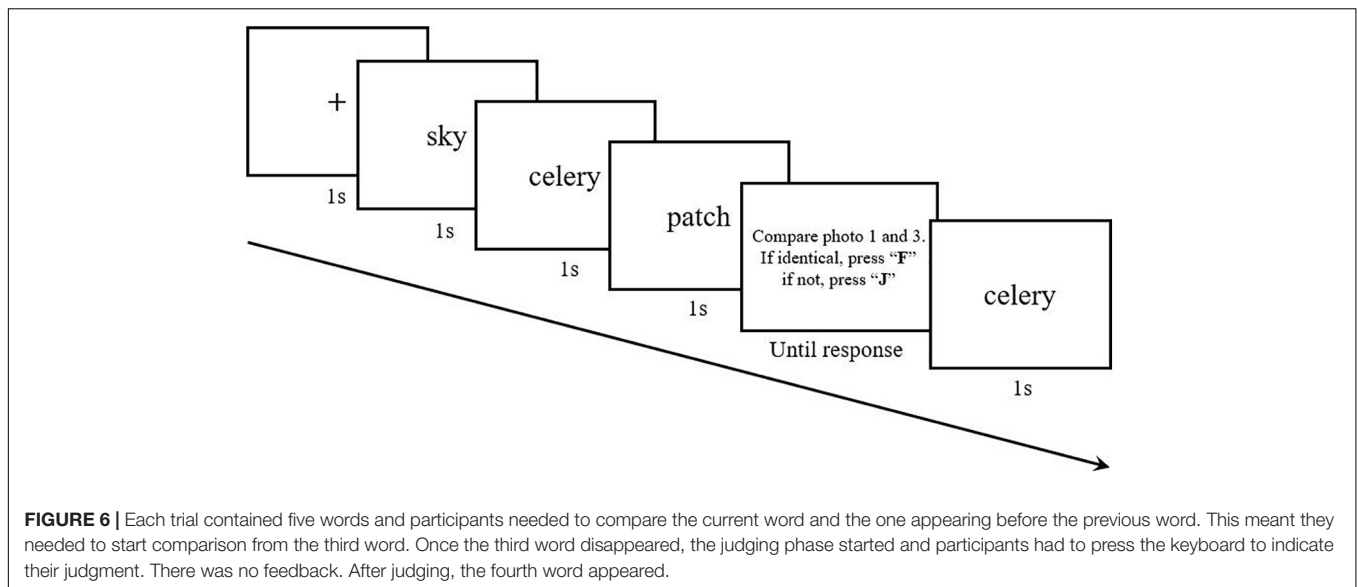 +
1s
sky
1s
celery
1s
patch
1s
Compare photo 1 and 3.
If identical, press “F”
if not, press “J”
Until response
celery
1s
FIGURE 6 | Each trial contained five words and participants needed to compare the current word and the one appearing before the previous word. This meant they
needed to start comparison from the third word. Once the third word disappeared, the judging phase started and participants had to press the keyboard to indicate
their judgment. There was no feedback. After judging, the fourth word appeared.